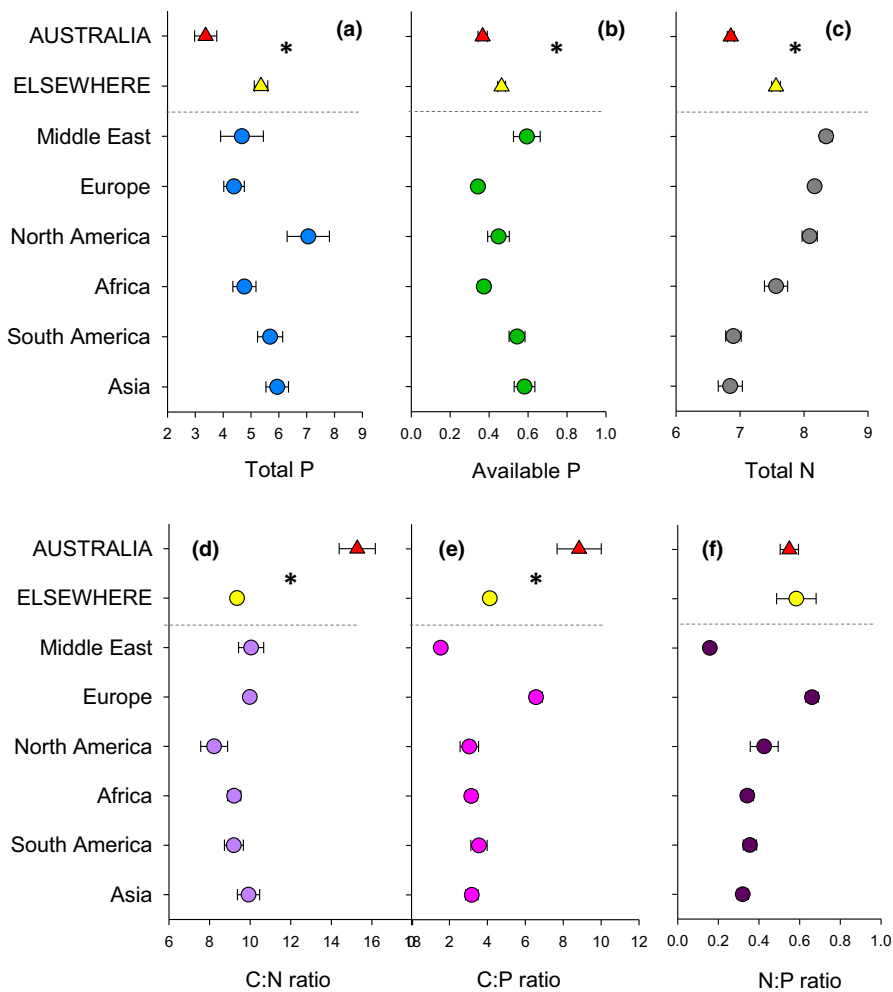 (a) (b) (c)
AUSTRALIA
* * *
ELSEWHERE
Middle East
Europe
North America
Africa
South America
Asia
2 3 4 5 6 7 8 9 0.0 0.2 0.4 0.6 0.8 1.0 6 7 8 9
Total P Available P Total N
(d) (e) (f)
AUSTRALIA
* *
ELSEWHERE
Middle East
Europe
North America
Africa
South America
Asia
6 8 10 12 14 16 18 0 2 4 6 8 10 12 0.0 0.2 0.4 0.6 0.8 1.0
C:N ratio C:P ratio N:P ratio